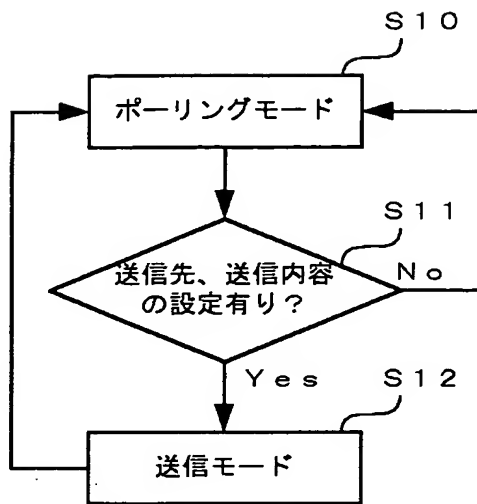 S10
ポーリングモード
S11
送信先、送信内容
の設定有り?
No
Yes
S12
送信モード